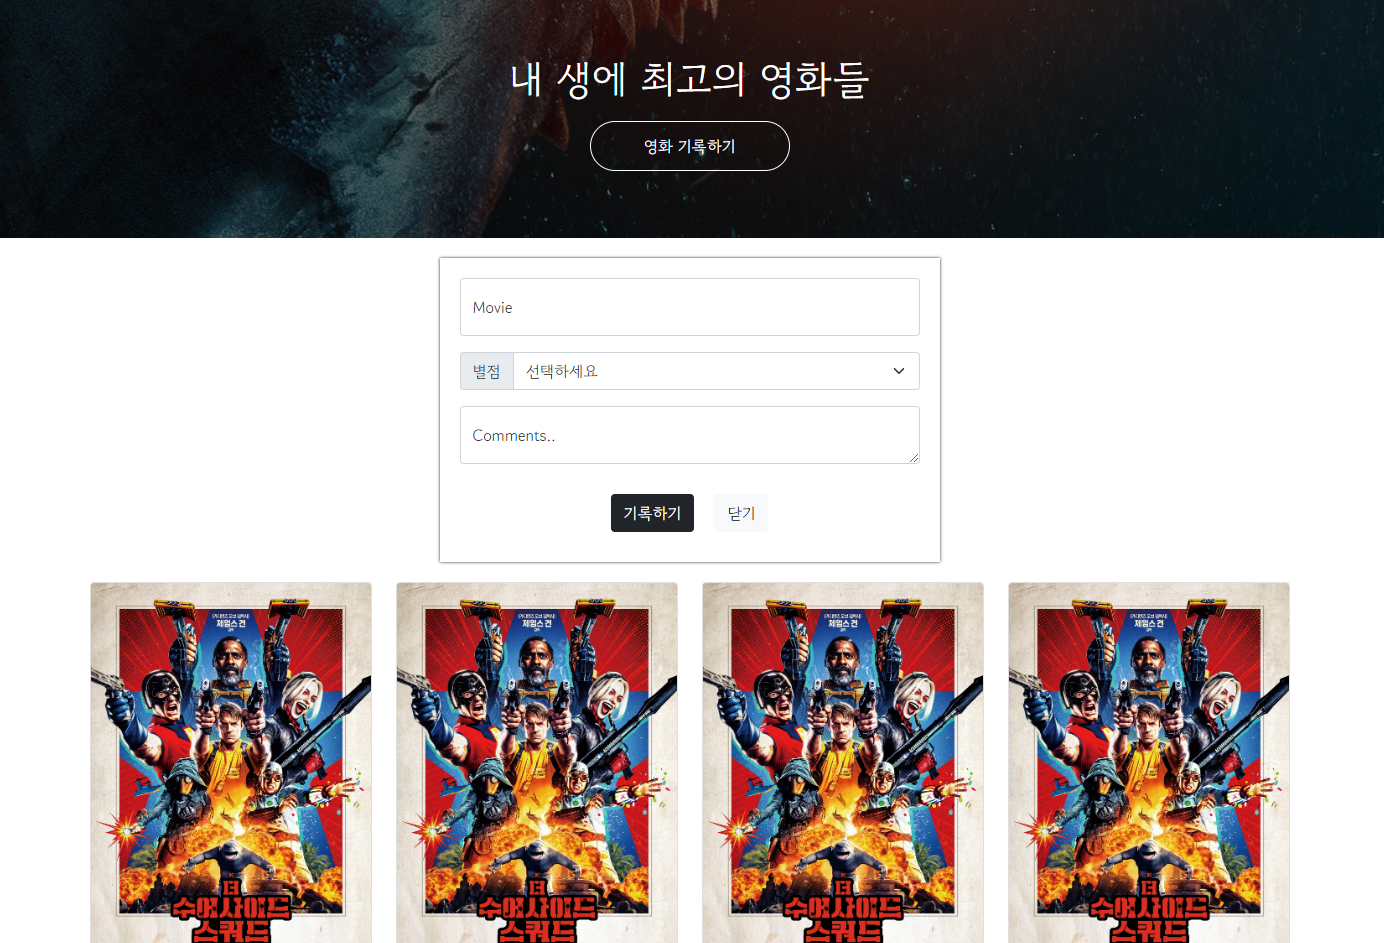 내 생에 최고의 영화들
영화 기록하기
Movie
별점 선택하세요
Comments..
기록하기 닫기
제임스 건 제임스 건 제임스 건 제임스 건
더 더 더 더
수어사이드 수어사이드 수어사이드 수어사이드
스쿼드 스쿼드 스쿼드 스쿼드